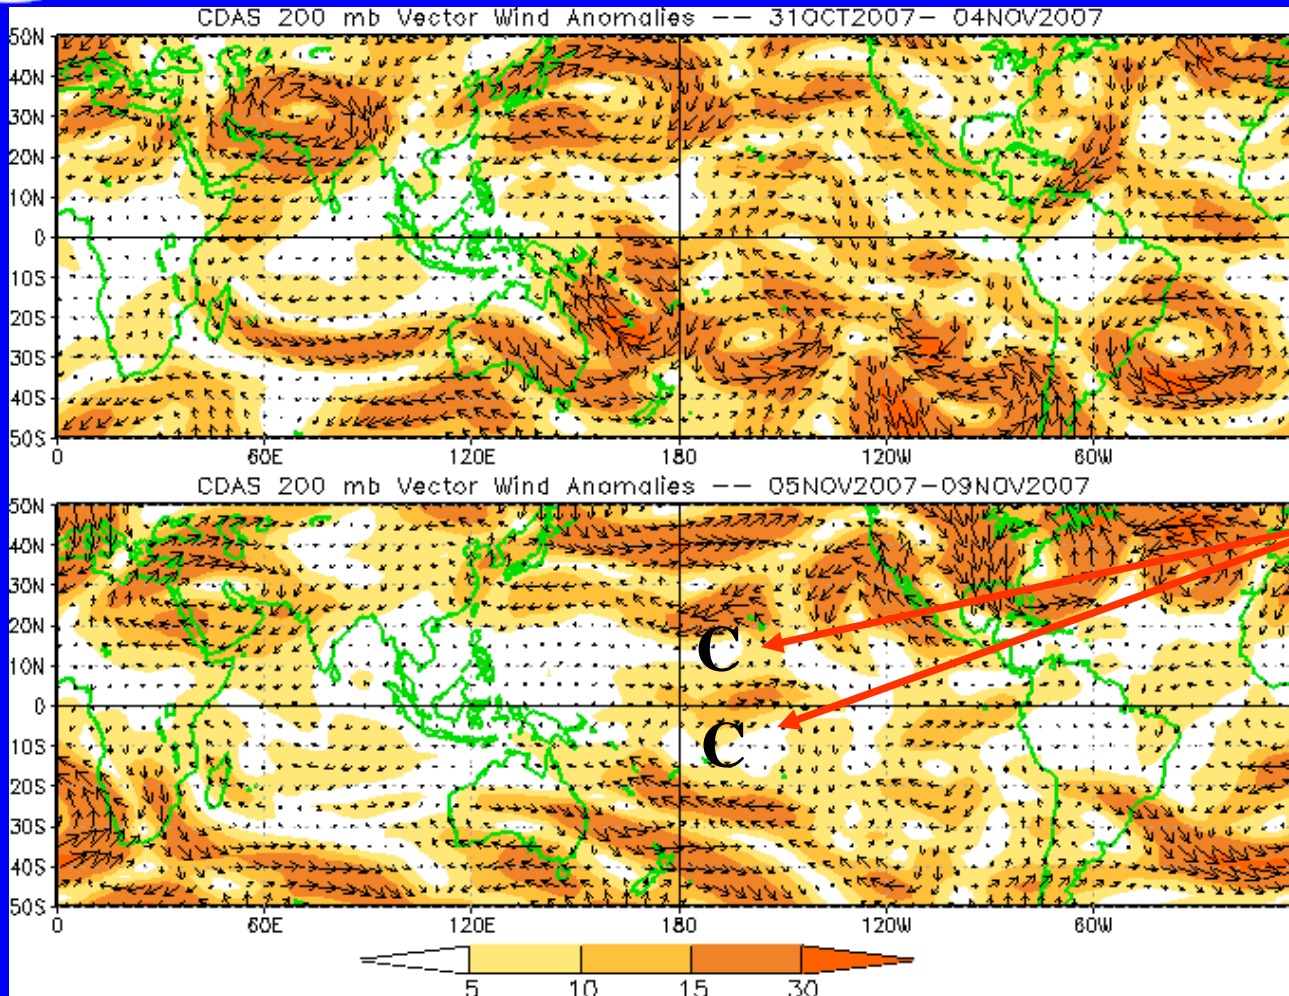 CDAS 200 mb Vector Wind Anomalies -- 31OCT2007- 04NOV2007
50N
40N
30N
20N
10N
0
10S
20S
30S
40S
50S
0 60E 120E 180 120W 60W
CDAS 200 mb Vector Wind Anomalies -- 05NOV2007-09NOV2007
50N
40N
30N
20N
C
10N
0
C
10S
20S
30S
40S
50S
0 60E 120E 180 120W 60W
5 10 15 30